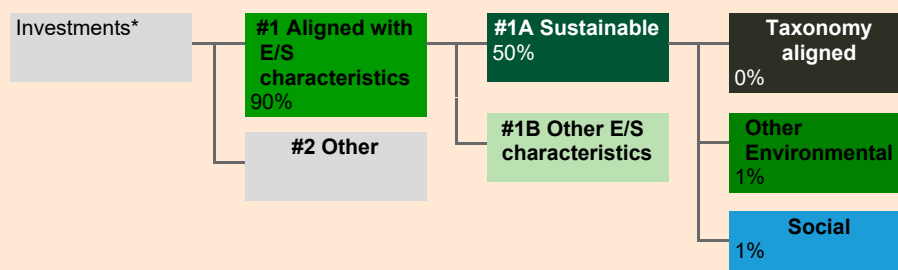 Investments*
#1 Aligned with
E/S
characteristics
90%
#2 Other
#1A Sustainable
50%
#1B Other E/S
characteristics
Taxonomy
aligned
0%
Other
Environmental
1%
Social
1%